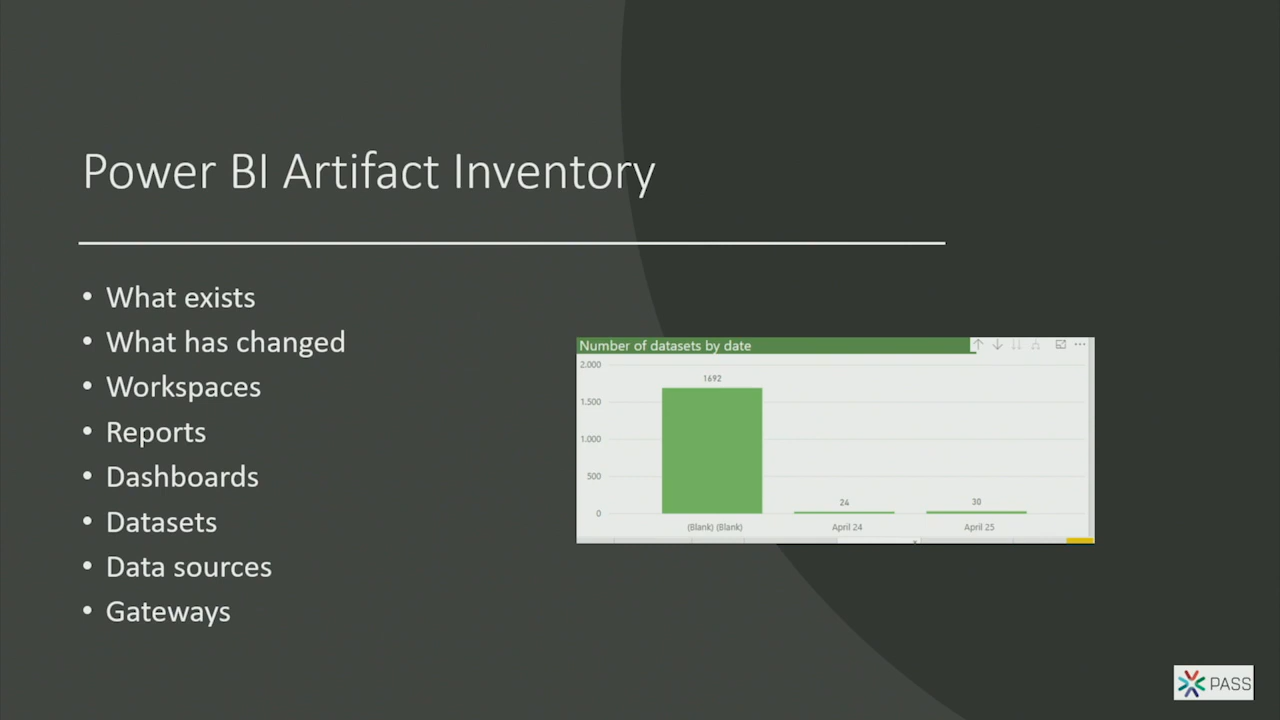 Power BI Artifact Inventory
• What exists
• What has changed
• Workspaces
• Reports
• Dashboards
• Datasets
• Data sources
• Gateways
Number of datasets by date
2.000
1692
1.500
1.000
500
24
30
0
(Blank) (Blank)
April 24
April 25
PASS